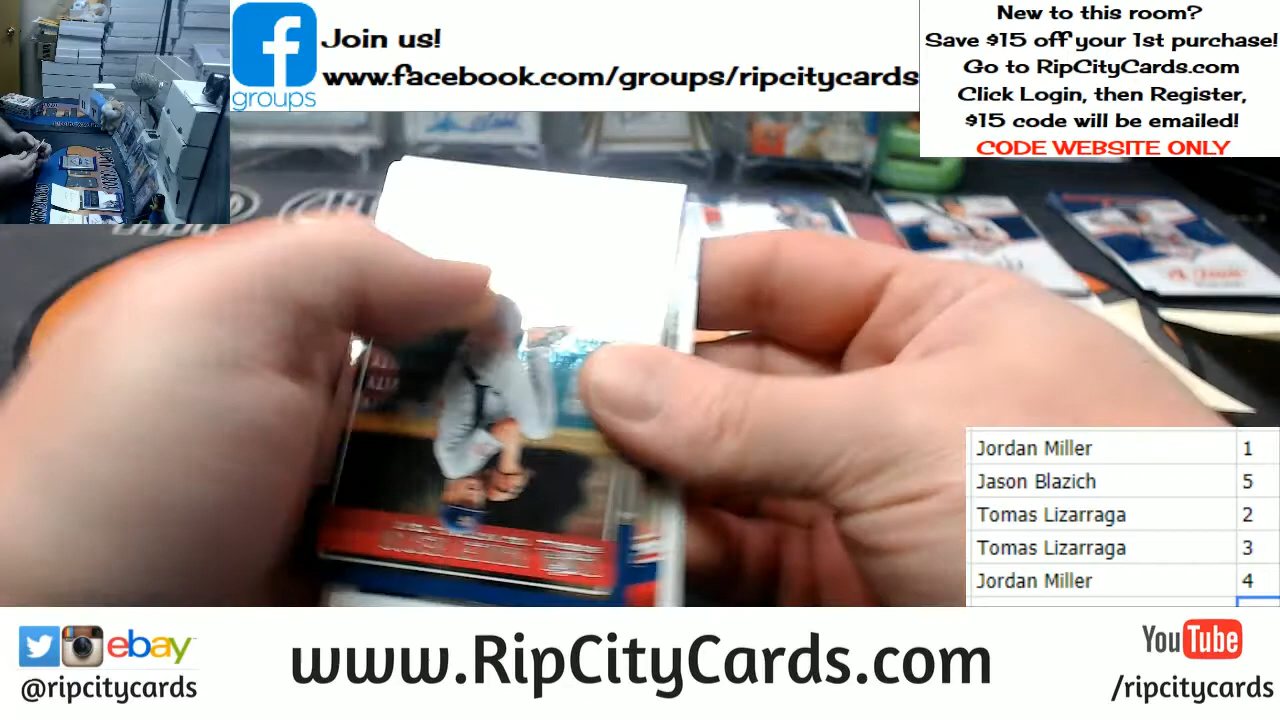 Join us!
www.facebook.com/groups/ripcitycards
groups
New to this room?
Save $15 off your 1st purchase!
Go to RipCityCards.com
Click Login, then Register,
$15 code will be emailed!
CODE WEBSITE ONLY
Jordan Miller 1
Jason Blazich 5
Tomas Lizarraga 2
Tomas Lizarraga 3
Jordan Miller 4
ebay
@ripcitycards
www.RipCityCards.com
YouTube
/ripcitycards